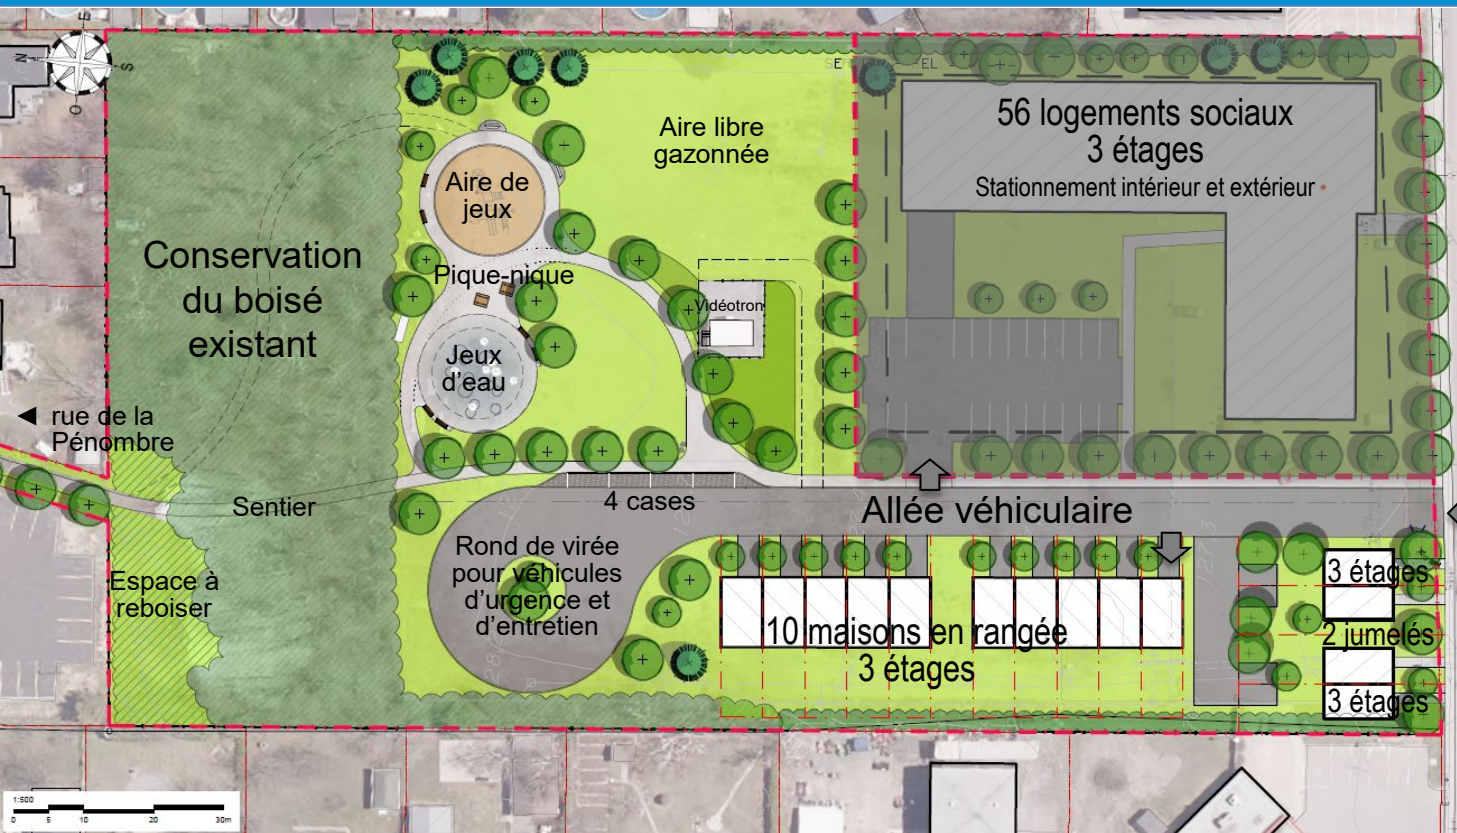 E
N
S
O
56 logements sociaux
3 étages
Stationnement intérieur et extérieur
Aire libre
gazonnée
Aire de
jeux
Conservation
du boisé
existant
Pique-nique
Vidéotron
Jeux
d'eau
◄ rue de la
Pénombre
Sentier
4 cases
Allée véhiculaire
Rond de virée
pour véhicules
d'urgence et
d'entretien
Espace à
reboiser
10 maisons en rangée
3 étages
3 étages
2 jumelés
3 étages
1:500
0 5 10 20 30m